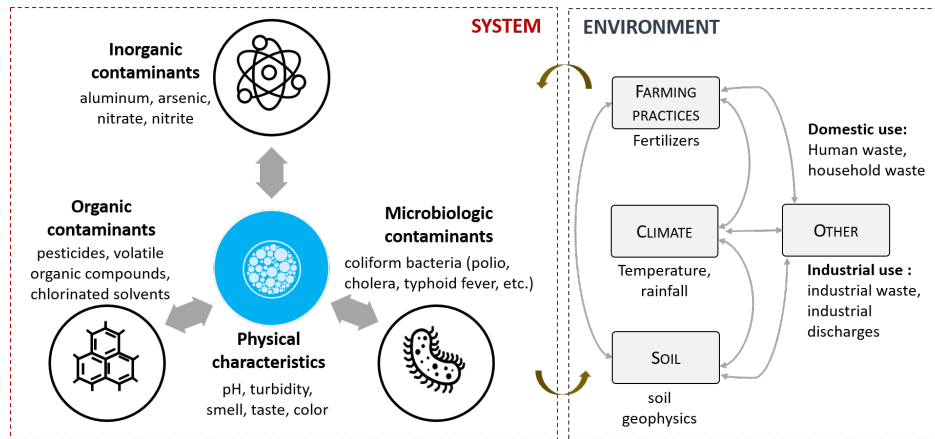 SYSTEM
Inorganic
contaminants
aluminum, arsenic,
nitrate, nitrite
Organic
contaminants
pesticides, volatile
organic compounds,
chlorinated solvents
Microbiologic
contaminants
coliform bacteria (polio,
cholera, typhoid fever, etc.)
Physical
characteristics
pH, turbidity,
smell, taste, color
ENVIRONMENT
FARMING
PRACTICES
Fertilizers
CLIMATE
Temperature,
rainfall
SOIL
soil
geophysics
Domestic use:
Human waste,
household waste
OTHER
Industrial use :
industrial waste,
industrial
discharges